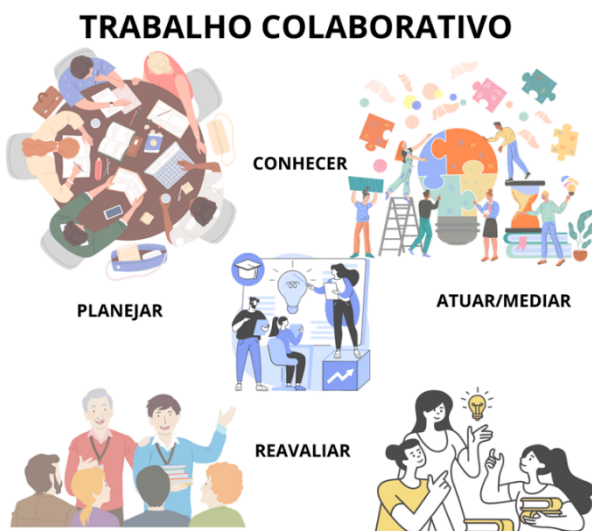 TRABALHO COLABORATIVO
CONHECER
PLANEJAR
ATUAR/MEDIAR
REAVALIAR